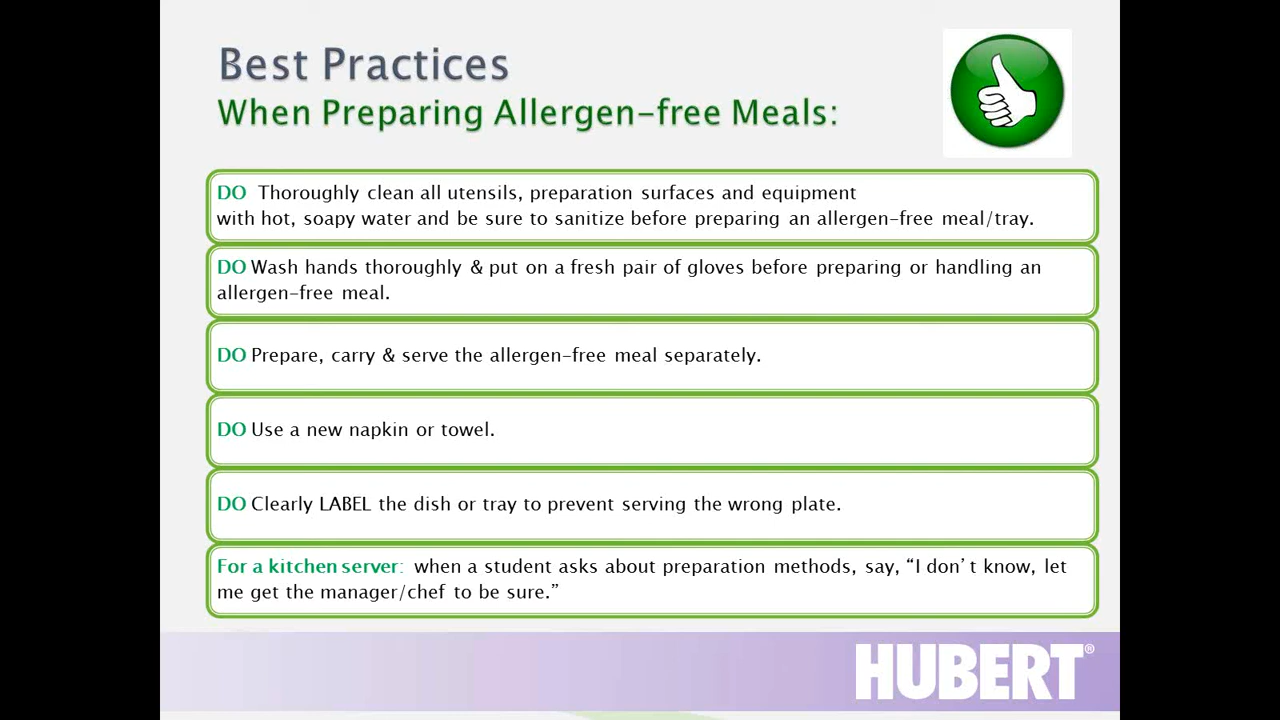 Best Practices
When Preparing Allergen-free Meals:
DO Thoroughly clean all utensils, preparation surfaces and equipment
with hot, soapy water and be sure to sanitize before preparing an allergen-free meal/tray.
DO Wash hands thoroughly & put on a fresh pair of gloves before preparing or handling an
allergen-free meal.
DO Prepare, carry & serve the allergen-free meal separately.
DO Use a new napkin or towel.
DO Clearly LABEL the dish or tray to prevent serving the wrong plate.
For a kitchen server: when a student asks about preparation methods, say, “I don’t know, let
me get the manager/chef to be sure.”
HUBERT®